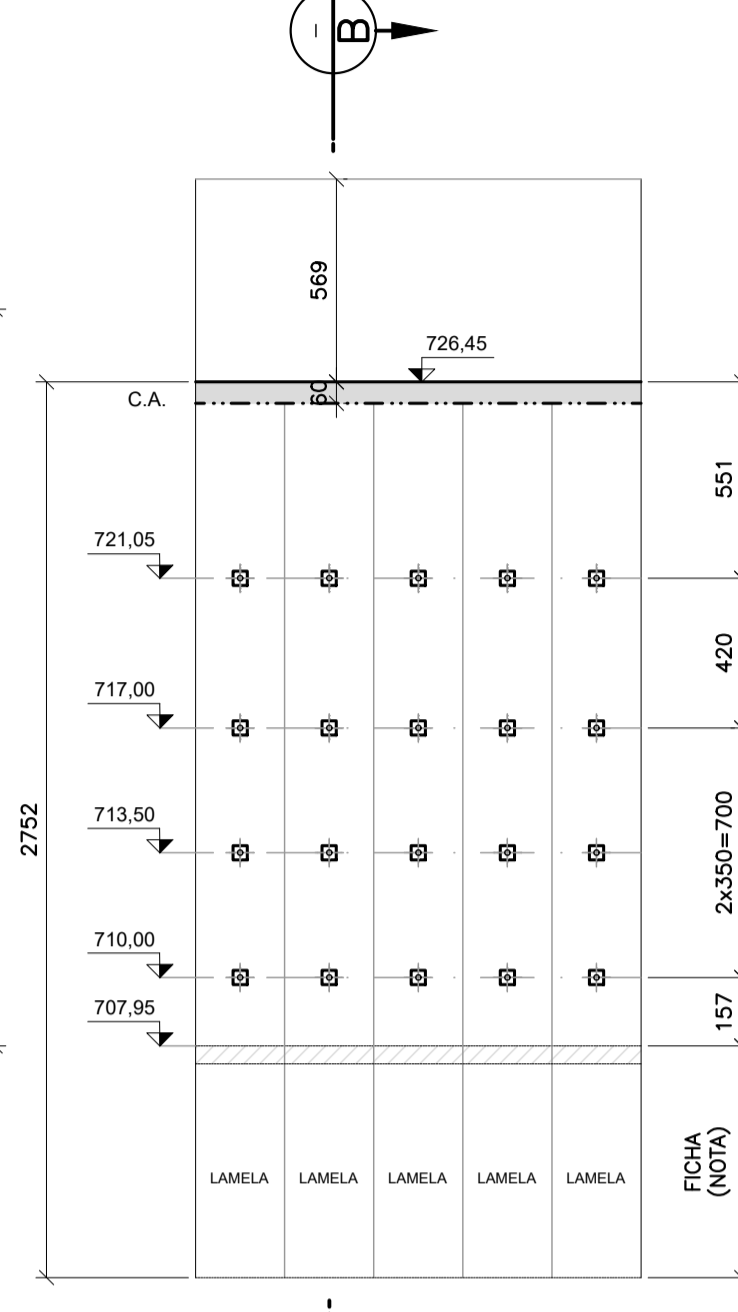 B
569
726,45
60
C.A.
551
721,05
420
717,00
2752
713,50
2x350=700
710,00
707,95
157
LAMELA LAMELA LAMELA LAMELA LAMELA
FICHA
(NOTA)